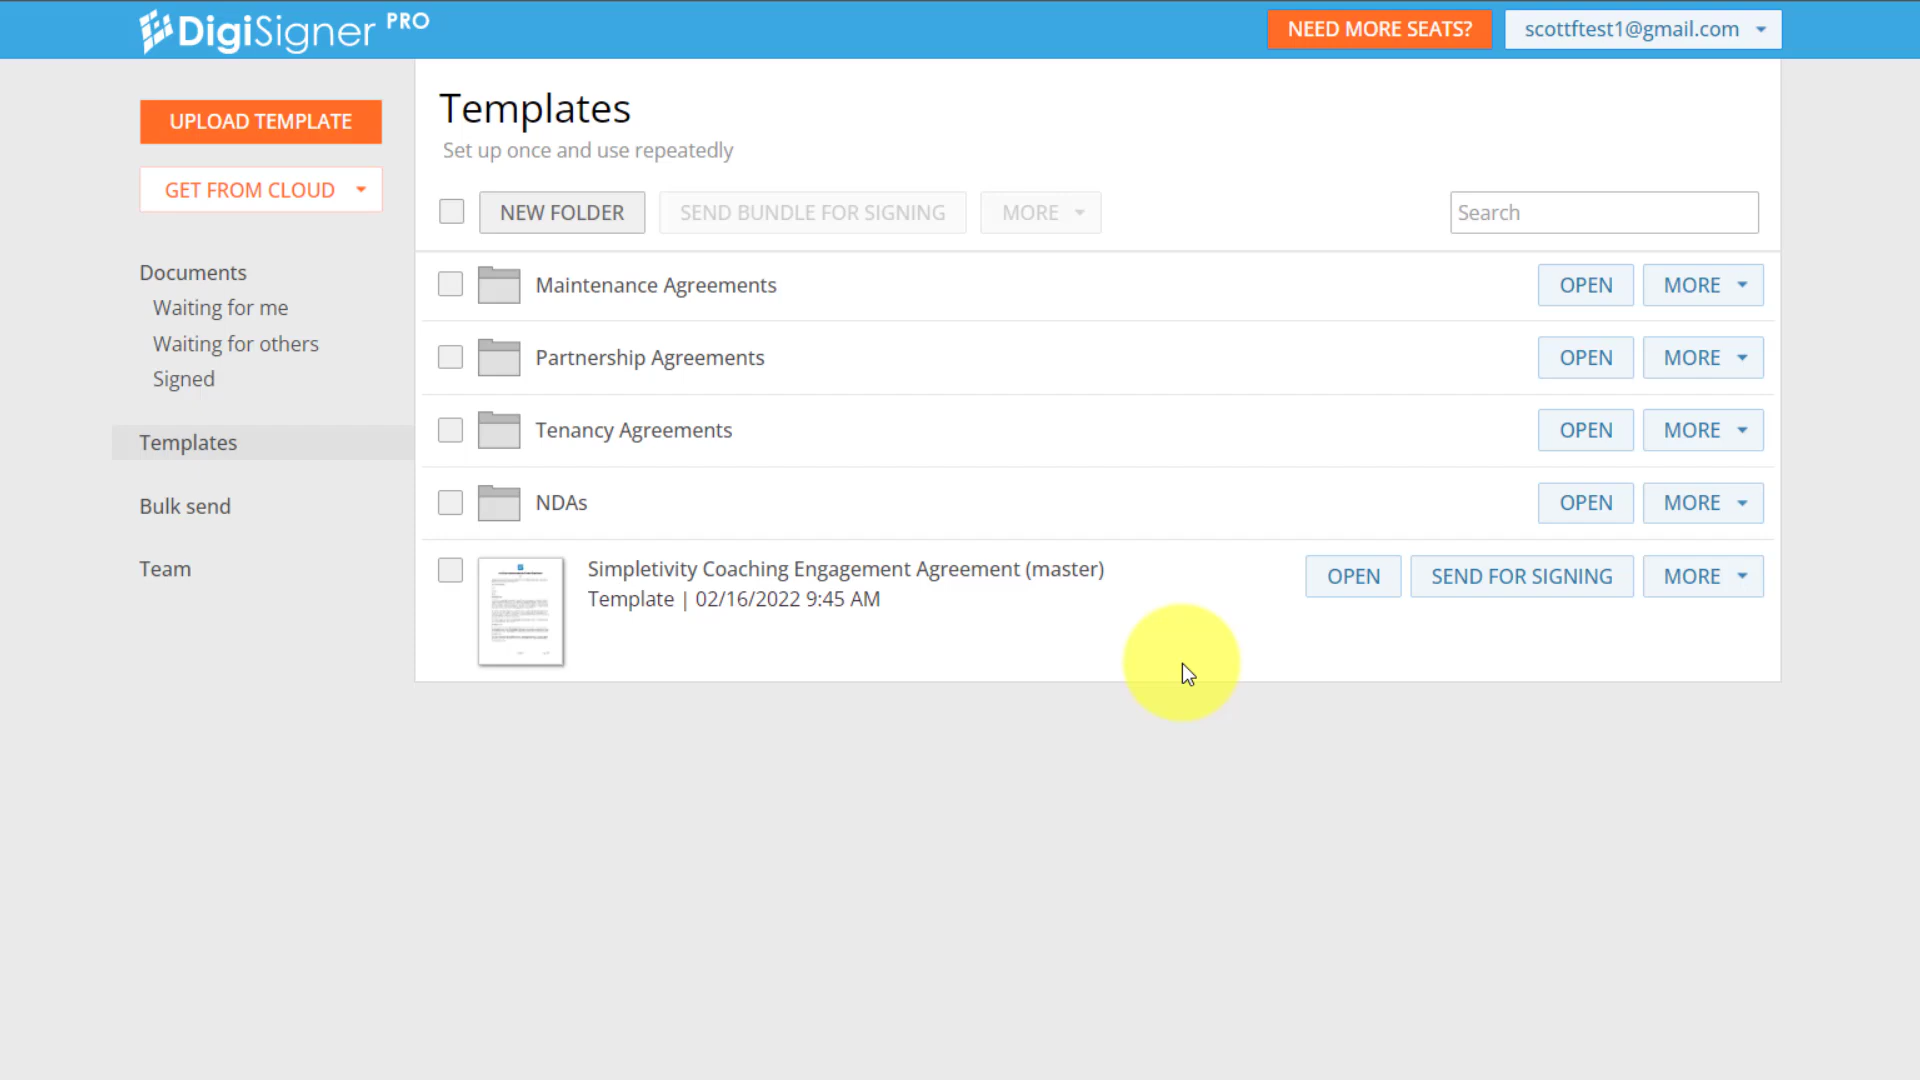 DigiSigner PRO
NEED MORE SEATS?
scottftest1@gmail.com
UPLOAD TEMPLATE
GET FROM CLOUD
Documents
Waiting for me
Waiting for others
Signed
Templates
Bulk send
Team
Templates
Set up once and use repeatedly
NEW FOLDER
SEND BUNDLE FOR SIGNING
MORE
Search
Maintenance Agreements
OPEN
MORE
Partnership Agreements
OPEN
MORE
Tenancy Agreements
OPEN
MORE
NDAs
OPEN
MORE
Simpletivity Coaching Engagement Agreement (master)
Template | 02/16/2022 9:45 AM
OPEN
SEND FOR SIGNING
MORE